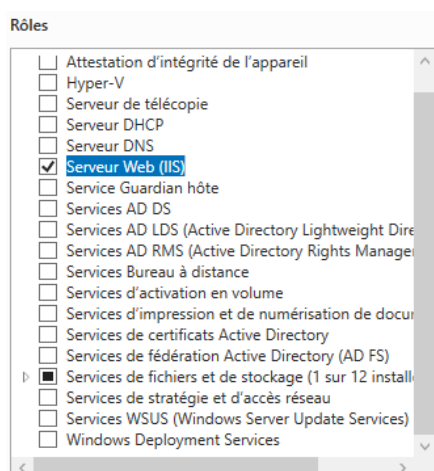 Rôles
Attestation d'intégrité de l'appareil
Hyper-V
Serveur de télécopie
Serveur DHCP
Serveur DNS
Serveur Web (IIS)
Service Guardian hôte
Services AD DS
Services AD LDS (Active Directory Lightweight Dire
Services AD RMS (Active Directory Rights Manager
Services Bureau à distance
Services d'activation en volume
Services d'impression et de numérisation de docur
Services de certificats Active Directory
Services de fédération Active Directory (AD FS)
Services de fichiers et de stockage (1 sur 12 install
Services de stratégie et d'accès réseau
Services WSUS (Windows Server Update Services)
Windows Deployment Services